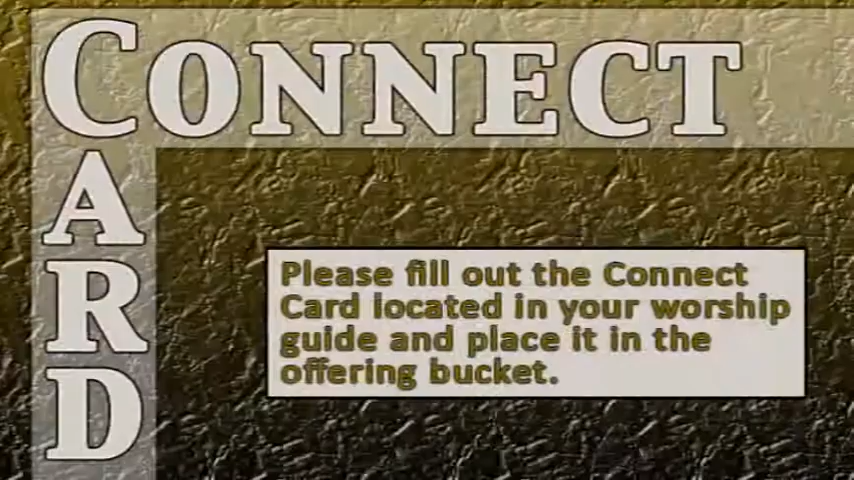 CONNECT
CARD
Please fill out the Connect
Card located in your worship
guide and place it in the
offering bucket.